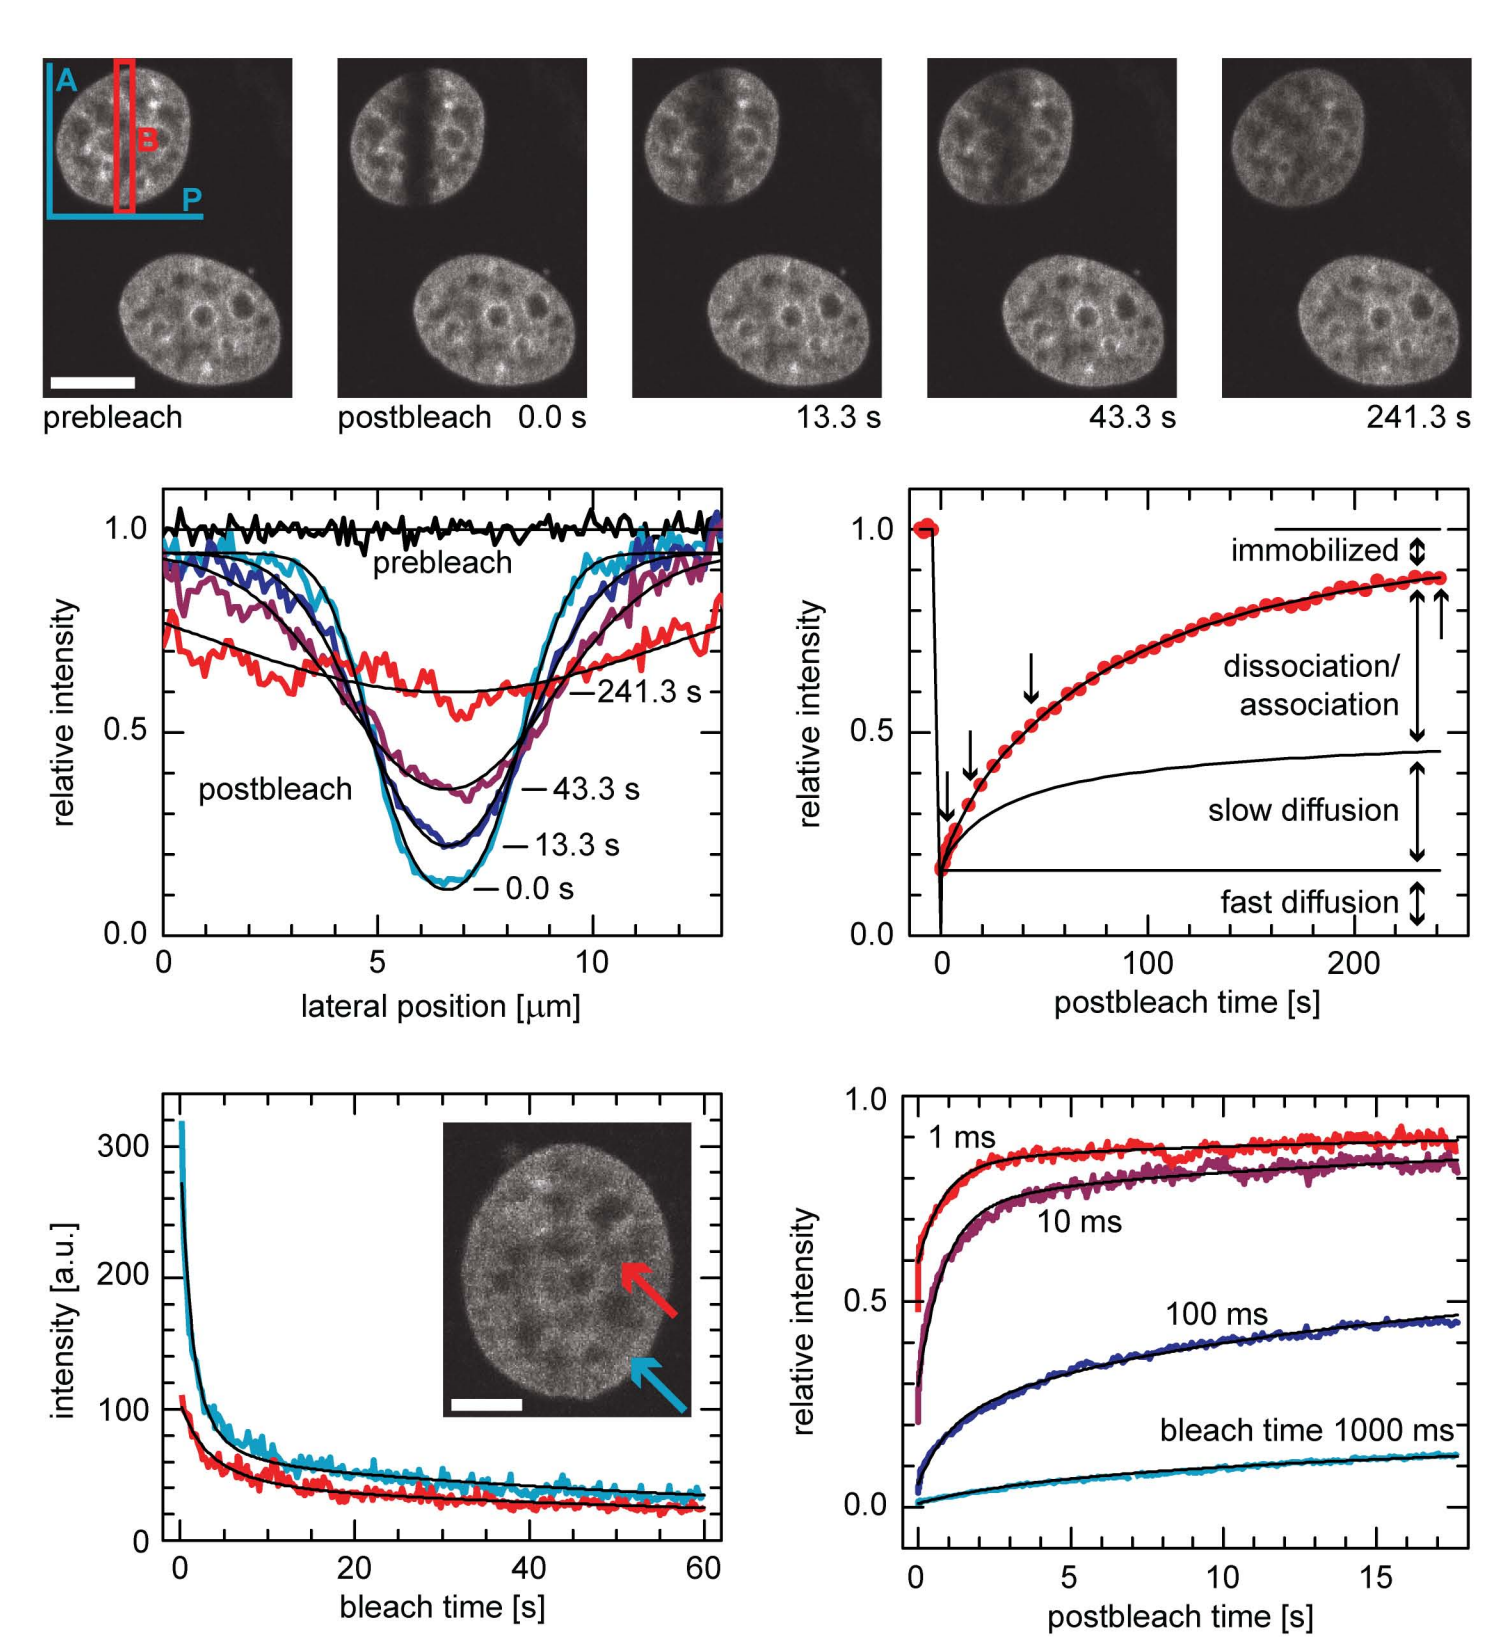 A
B
P
prebleach
postbleach 0.0 s
13.3 s
43.3 s
241.3 s
1.0
0.5
0.0
relative intensity
prebleach
postbleach
241.3 s
43.3 s
13.3 s
0.0 s
0 5 10
lateral position [μm]
1.0
0.5
0.0
relative intensity
immobilized
dissociation/
association
slow diffusion
fast diffusion
0 100 200
postbleach time [s]
300
200
100
0
intensity [a.u.]
0 20 40 60
bleach time [s]
1.0
0.5
0.0
relative intensity
1 ms
10 ms
100 ms
bleach time 1000 ms
0 5 10 15
postbleach time [s]